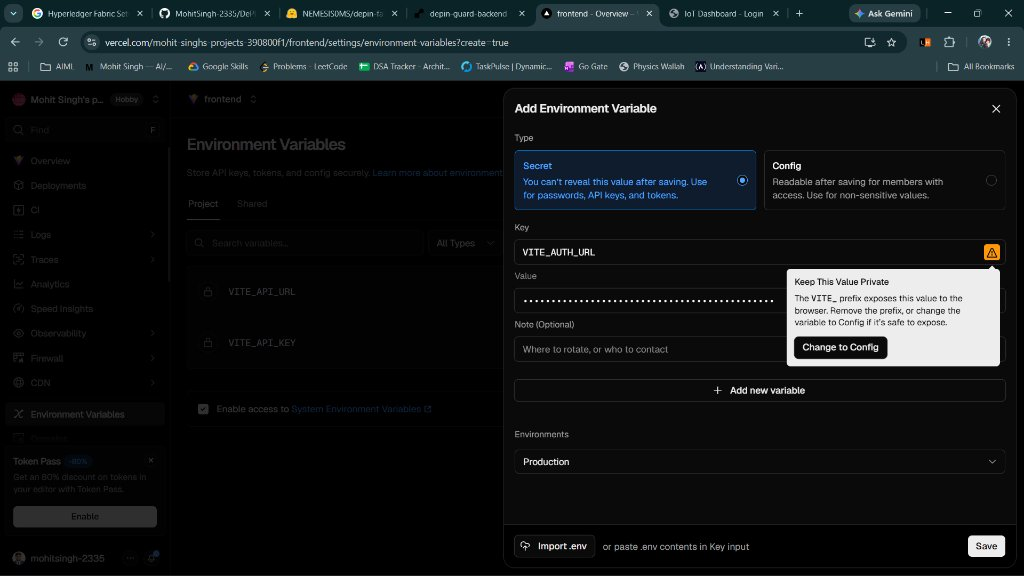 Hyperledger Fabric Set
MohitSingh-2335/DePI
NEMESISDMS/depin-fa
depin-guard-backend
frontend - Overview -
IoT Dashboard - Login
Ask Gemini
vercel.com/mohit-singhs-projects-390800f1/frontend/settings/environment-variables?create=true
AIML
Mohit Singh — AI/...
Google Skills
Problems - LeetCode
DSA Tracker - Archit...
TaskPulse | Dynamic...
Go Gate
Physics Wallah
Understanding Vari...
All Bookmarks
Mohit Singh's p...
Hobby
Find
F
Overview
Deployments
CI
Logs
Traces
Analytics
Speed Insights
Observability
Firewall
CDN
Environment Variables
Domains
Token Pass
-80%
Get an 80% discount on tokens in
your editor with Token Pass.
Enable
mohitsingh-2335
frontend
Environment Variables
Store API keys, tokens, and config securely. Learn more about environment
Project
Shared
Search variables...
All Types
VITE_API_URL
VITE_API_KEY
Enable access to System Environment Variables
Add Environment Variable
Type
Secret
You can't reveal this value after saving. Use
for passwords, API keys, and tokens.
Config
Readable after saving for members with
access. Use for non-sensitive values.
Key
VITE_AUTH_URL
Value
Keep This Value Private
The VITE_ prefix exposes this value to the
browser. Remove the prefix, or change the
variable to Config if it's safe to expose.
Change to Config
Note (Optional)
Where to rotate, or who to contact
Add new variable
Environments
Production
Import .env
or paste .env contents in Key input
Save